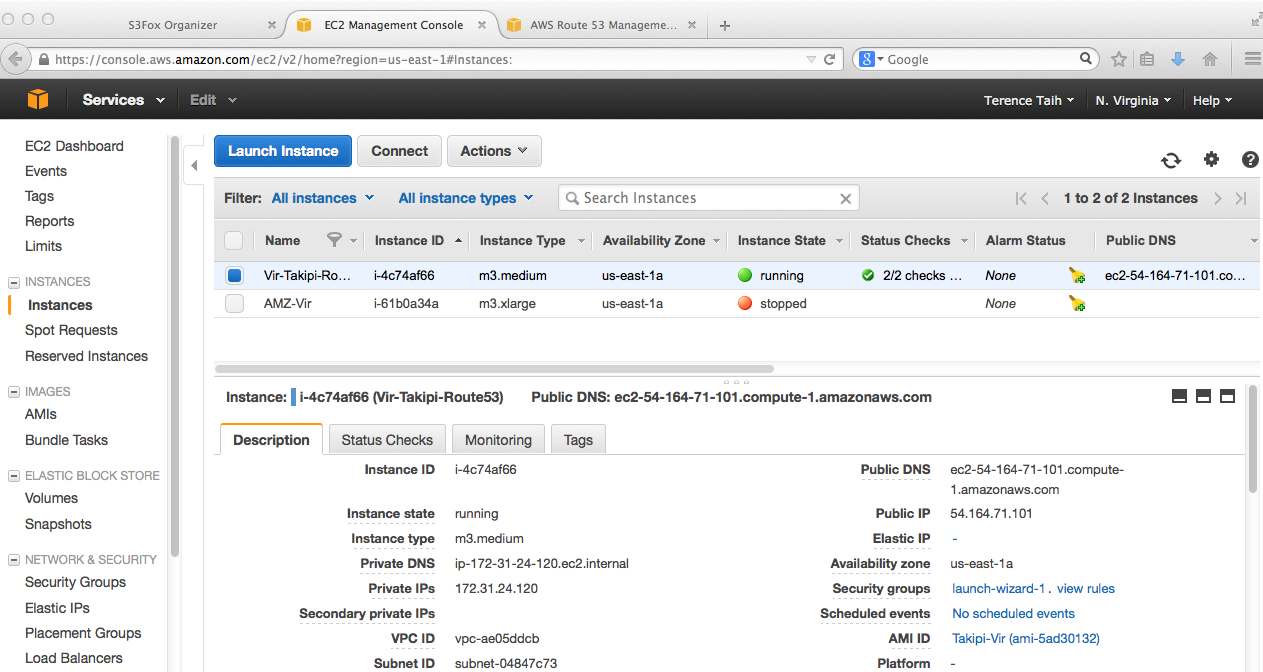 S3Fox Organizer
EC2 Management Console
AWS Route 53 Manageme...
https://console.aws.amazon.com/ec2/v2/home?region=us-east-1#Instances:
8 Google
Services Edit
Terence Taih N. Virginia Help
EC2 Dashboard
Events
Tags
Reports
Limits
INSTANCES
Instances
Spot Requests
Reserved Instances
IMAGES
AMIs
Bundle Tasks
ELASTIC BLOCK STORE
Volumes
Snapshots
NETWORK & SECURITY
Security Groups
Elastic IPs
Placement Groups
Load Balancers
Launch Instance Connect Actions
?
Filter: All instances All instance types Search Instances 1 to 2 of 2 Instances
Name Instance ID Instance Type Availability Zone Instance State Status Checks Alarm Status Public DNS
Vir-Takipi-Ro... i-4c74af66 m3.medium us-east-1a running 2/2 checks ... None ec2-54-164-71-101.co...
AMZ-Vir i-61b0a34a m3.xlarge us-east-1a stopped None
Instance: i-4c74af66 (Vir-Takipi-Route53) Public DNS: ec2-54-164-71-101.compute-1.amazonaws.com
Description Status Checks Monitoring Tags
Instance ID i-4c74af66
Instance state running
Instance type m3.medium
Private DNS ip-172-31-24-120.ec2.internal
Private IPs 172.31.24.120
Secondary private IPs
VPC ID vpc-ae05ddcb
Subnet ID subnet-04847c73
Public DNS ec2-54-164-71-101.compute-
1.amazonaws.com
Public IP 54.164.71.101
Elastic IP -
Availability zone us-east-1a
Security groups launch-wizard-1. view rules
Scheduled events No scheduled events
AMI ID Takipi-Vir (ami-5ad30132)
Platform -